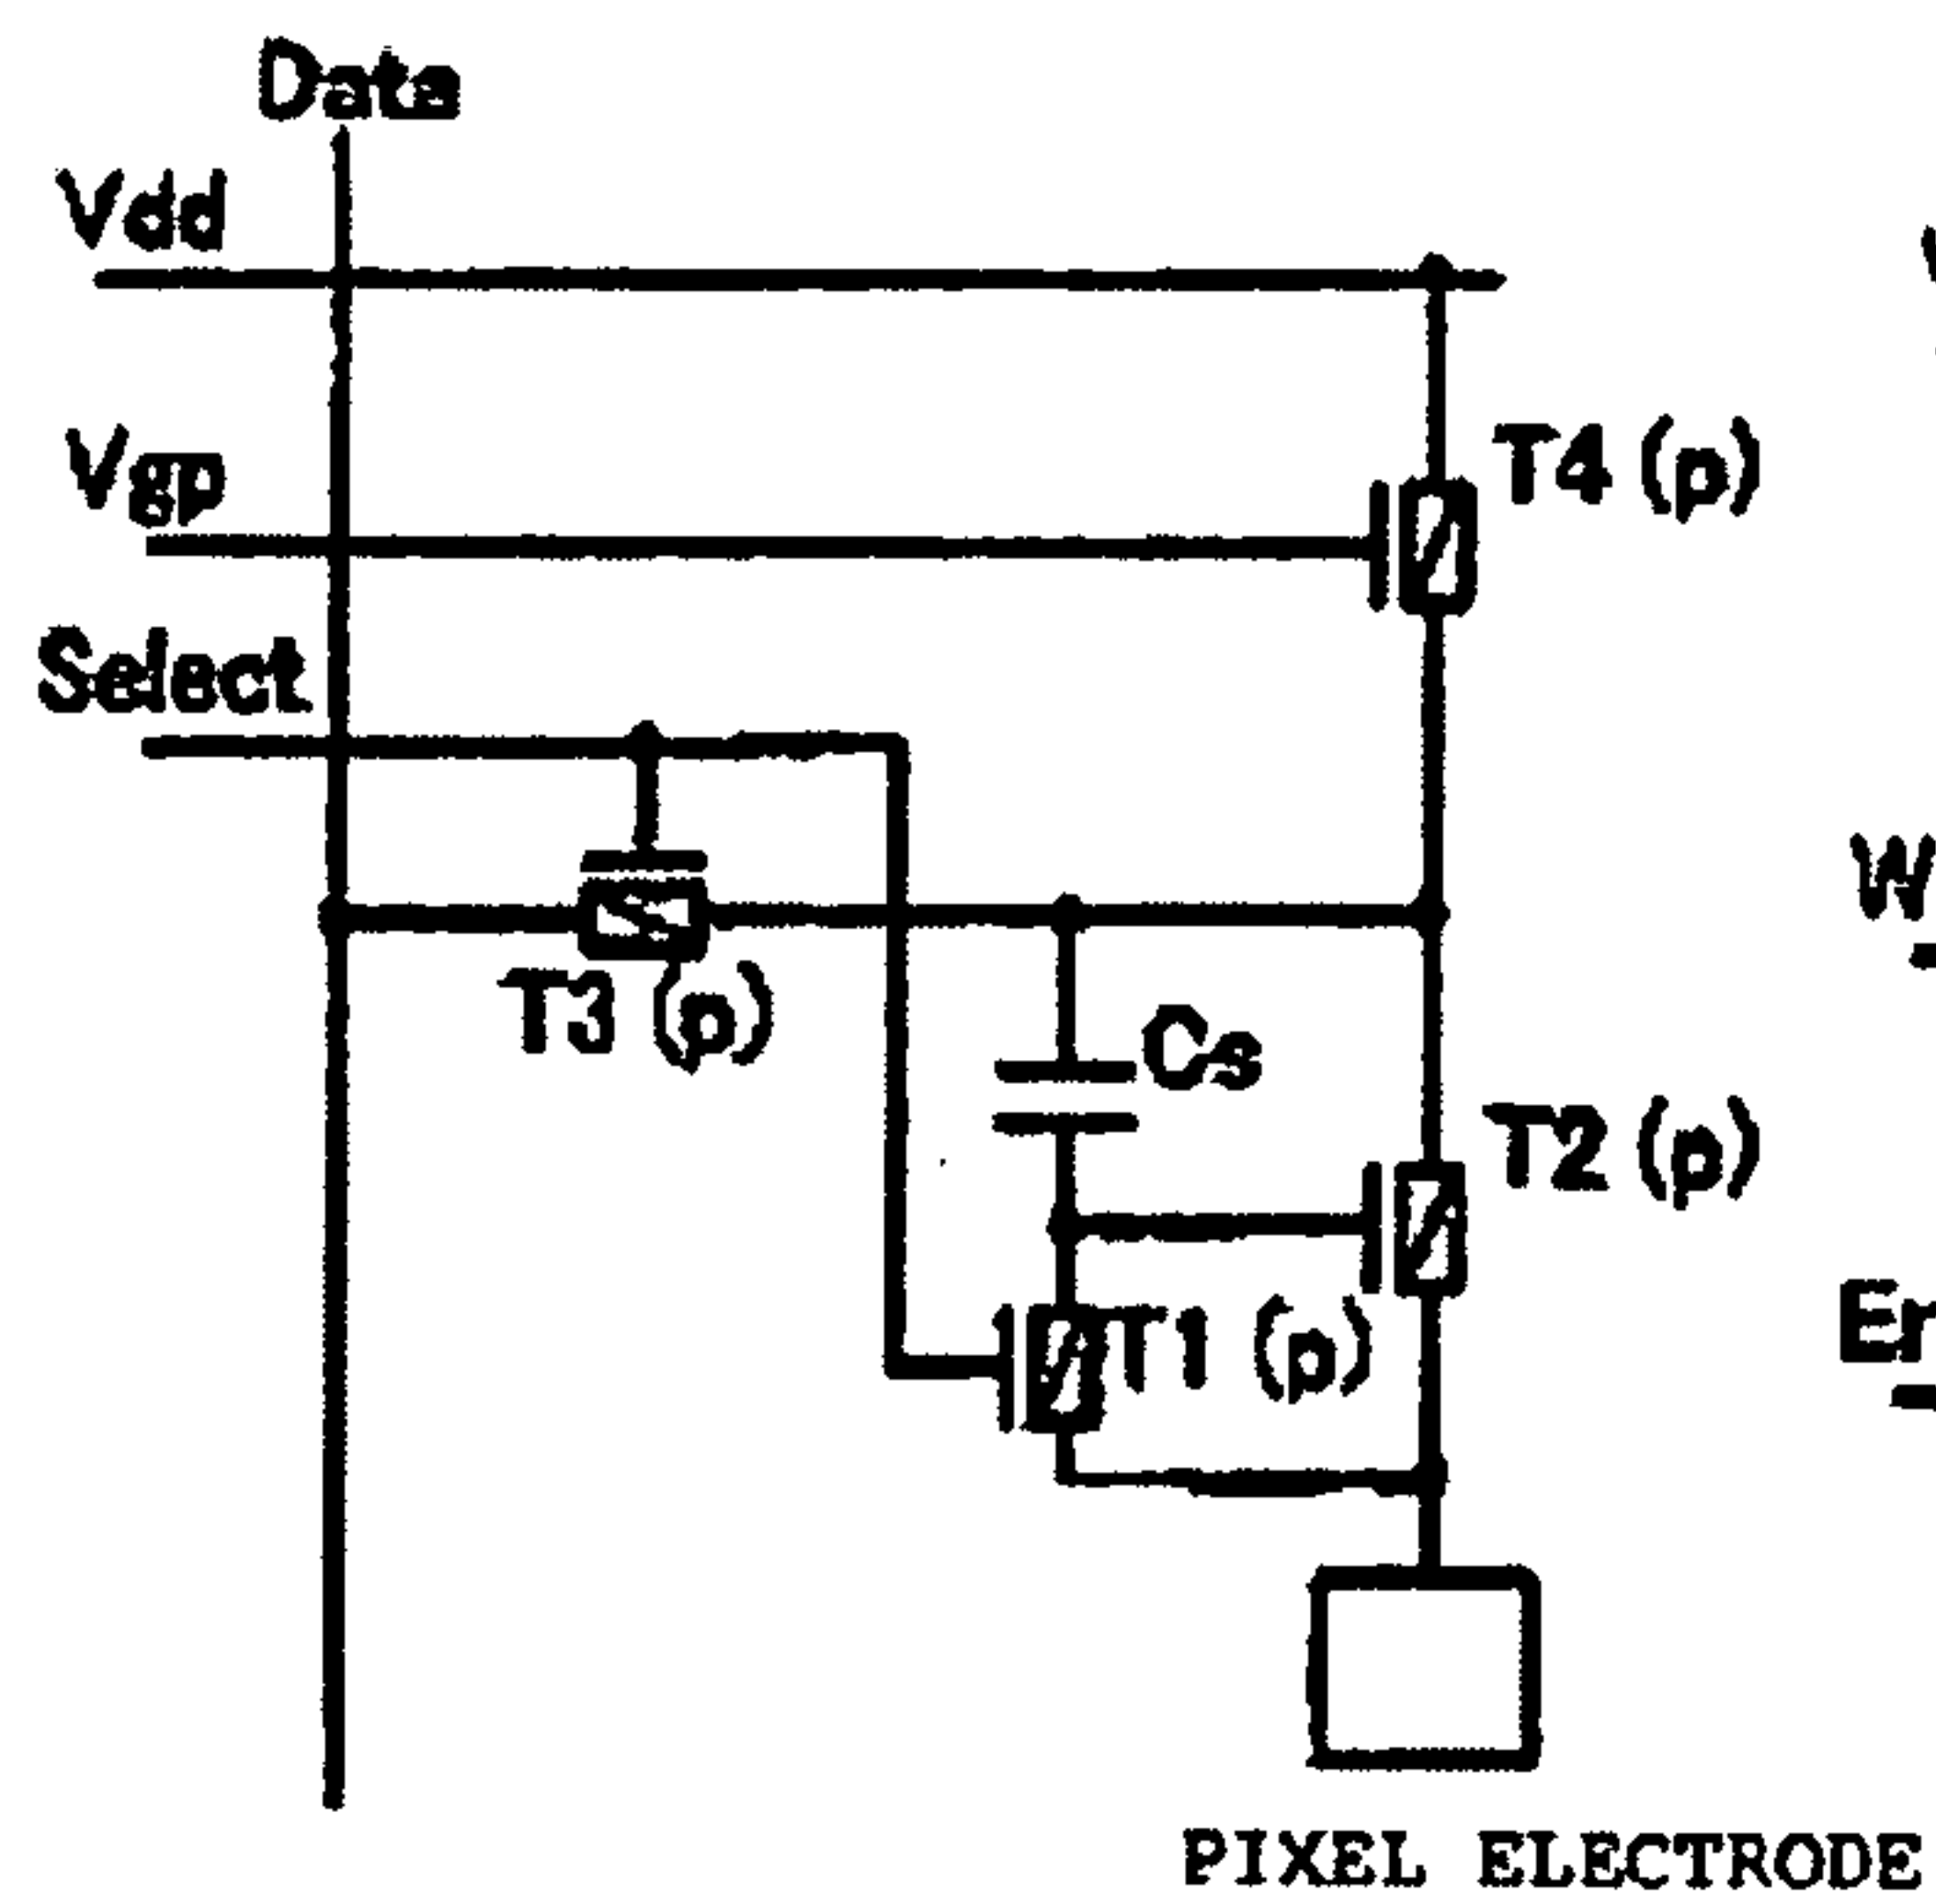 Data
Vdd
Vgp
T4 (p)
Select
T3 (p)
Cs
T2 (p)
T1 (p)
PIXEL ELECTRODE